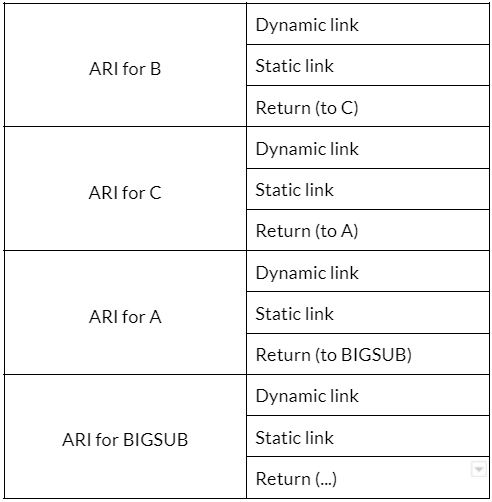 ARI for B
Dynamic link
Static link
Return (to C)
ARI for C
Dynamic link
Static link
Return (to A)
ARI for A
Dynamic link
Static link
Return (to BIGSUB)
ARI for BIGSUB
Dynamic link
Static link
Return (...)